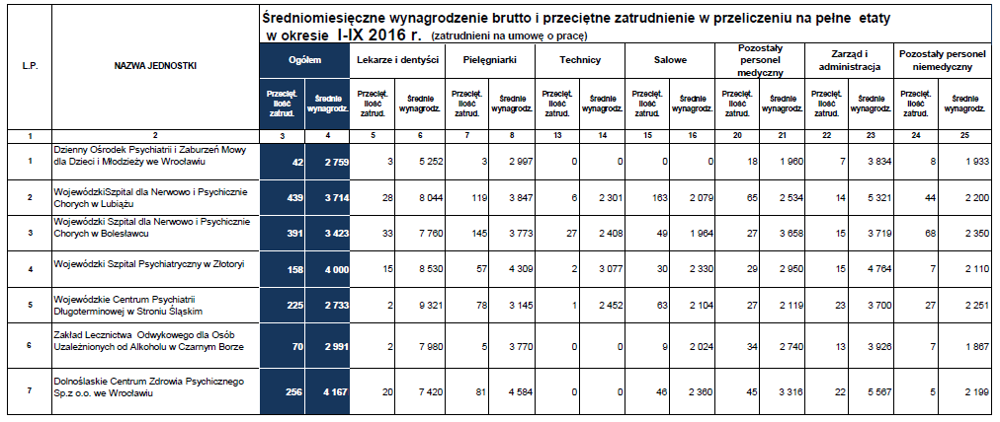 Średniomiesięczne wynagrodzenie brutto i przeciętne zatrudnienie w przeliczeniu na pełne etaty
w okresie I-IX 2016 r. (zatrudnieni na umowę o pracę)
L.P. NAZWA JEDNOSTKI Ogółem Lekarze i dentyści Pielęgniarki Technicy Salowe Pozostały personel medyczny Zarząd i administracja Pozostały personel niemedyczny
Przecięt. ilość zatrud. Średnie wynagrodz. Przecięt. ilość zatrud. Średnie wynagrodz. Przecięt. ilość zatrud. Średnie wynagrodz. Przecięt. ilość zatrud. Średnie wynagrodz. Przecięt. ilość zatrud. Średnie wynagrodz. Przecięt. ilość zatrud. Średnie wynagrodz. Przecięt. ilość zatrud. Średnie wynagrodz. Przecięt. ilość zatrud. Średnie wynagrodz.
1 2 3 4 5 6 7 8 13 14 15 16 20 21 22 23 24 25
1 Dzienny Ośrodek Psychiatrii i Zaburzeń Mowy dla Dzieci i Młodzieży we Wrocławiu 42 2 759 3 5 252 3 2 997 0 0 0 0 18 1 960 7 3 834 8 1 933
2 WojewódzkiSzpital dla Nerwowo i Psychicznie Chorych w Lubiążu 439 3 714 28 8 044 119 3 847 6 2 301 163 2 079 65 2 534 14 5 321 44 2 200
3 Wojewódzki Szpital dla Nerwowo i Psychicznie Chorych w Bolesławcu 391 3 423 33 7 760 145 3 773 27 2 408 49 1 964 27 3 658 15 3 719 68 2 350
4 Wojewódzki Szpital Psychiatryczny w Złotoryi 158 4 000 15 8 530 57 4 309 2 3 077 30 2 330 29 2 950 15 4 764 7 2 110
5 Wojewódzkie Centrum Psychiatrii Długoterminowej w Stroniu Śląskim 225 2 733 2 9 321 78 3 145 1 2 452 63 2 104 27 2 119 23 3 700 27 2 251
6 Zakład Lecznictwa Odwykowego dla Osób Uzależnionych od Alkoholu w Czarnym Borze 70 2 991 2 7 980 5 3 770 0 0 9 2 024 34 2 740 13 3 926 7 1 867
7 Dolnoślaskie Centrum Zdrowia Psychicznego Sp.z o.o. we Wrocławiu 256 4 167 20 7 420 81 4 584 0 0 46 2 360 45 3 316 22 5 567 5 2 199